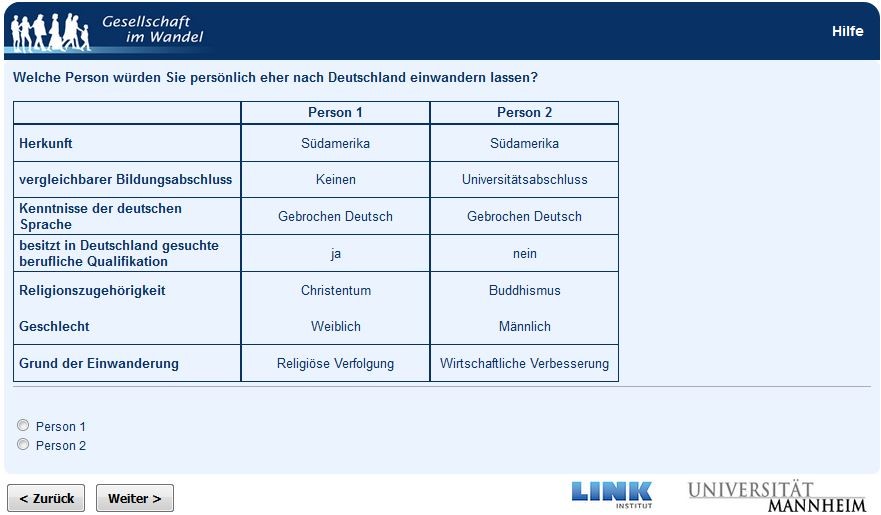 Gesellschaft
im Wandel
Hilfe
Welche Person würden Sie persönlich eher nach Deutschland einwandern lassen?
Person 1 Person 2
Herkunft Südamerika Südamerika
vergleichbarer Bildungsabschluss Keinen Universitätsabschluss
Kenntnisse der deutschen
Sprache Gebrochen Deutsch Gebrochen Deutsch
besitzt in Deutschland gesuchte
berufliche Qualifikation ja nein
Religionszugehörigkeit Christentum Buddhismus
Geschlecht Weiblich Männlich
Grund der Einwanderung Religiöse Verfolgung Wirtschaftliche Verbesserung
Person 1
Person 2
< Zurück Weiter >
LINK
INSTITUT
UNIVERSITÄT
MANNHEIM